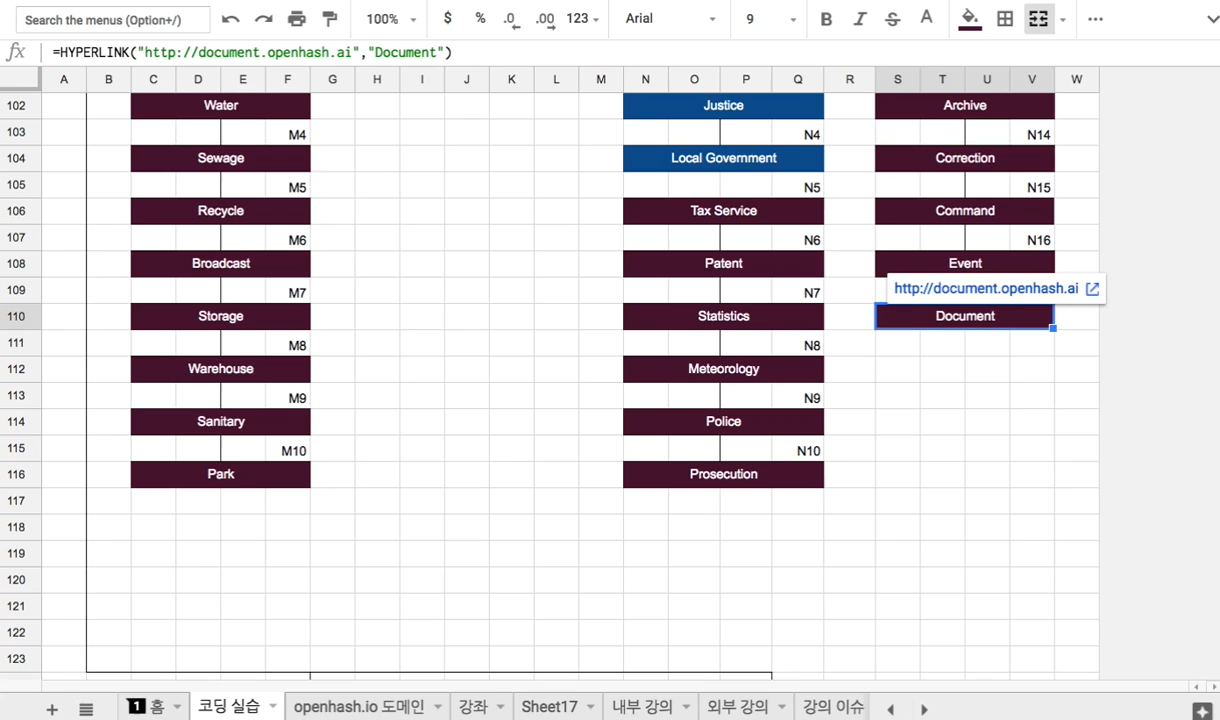 Search the menus (Option+/)
100%
$ % .0 .00 123
Arial
9
B I S A
fx =HYPERLINK("http://document.openhash.ai","Document")
A B C D E F G H I J K L M N O P Q R S T U V W
102 Water Justice Archive
103 M4 N4 N14
104 Sewage Local Government Correction
105 M5 N5 N15
106 Recycle Tax Service Command
107 M6 N6 N16
108 Broadcast Patent Event
109 M7 N7 http://document.openhash.ai
110 Storage Statistics Document
111 M8 N8
112 Warehouse Meteorology
113 M9 N9
114 Sanitary Police
115 M10 N10
116 Park Prosecution
117
118
119
120
121
122
123
1 홈 코딩 실습 openhash.io 도메인 강좌 Sheet17 내부 강의 외부 강의 강의 이슈